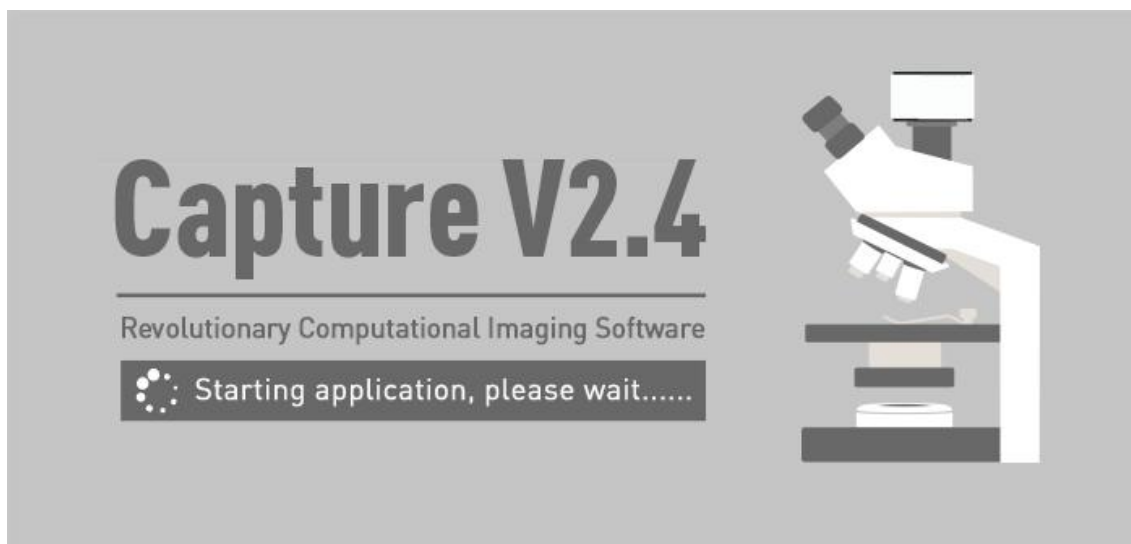 Capture V2.4
Revolutionary Computational Imaging Software
Starting application, please wait......